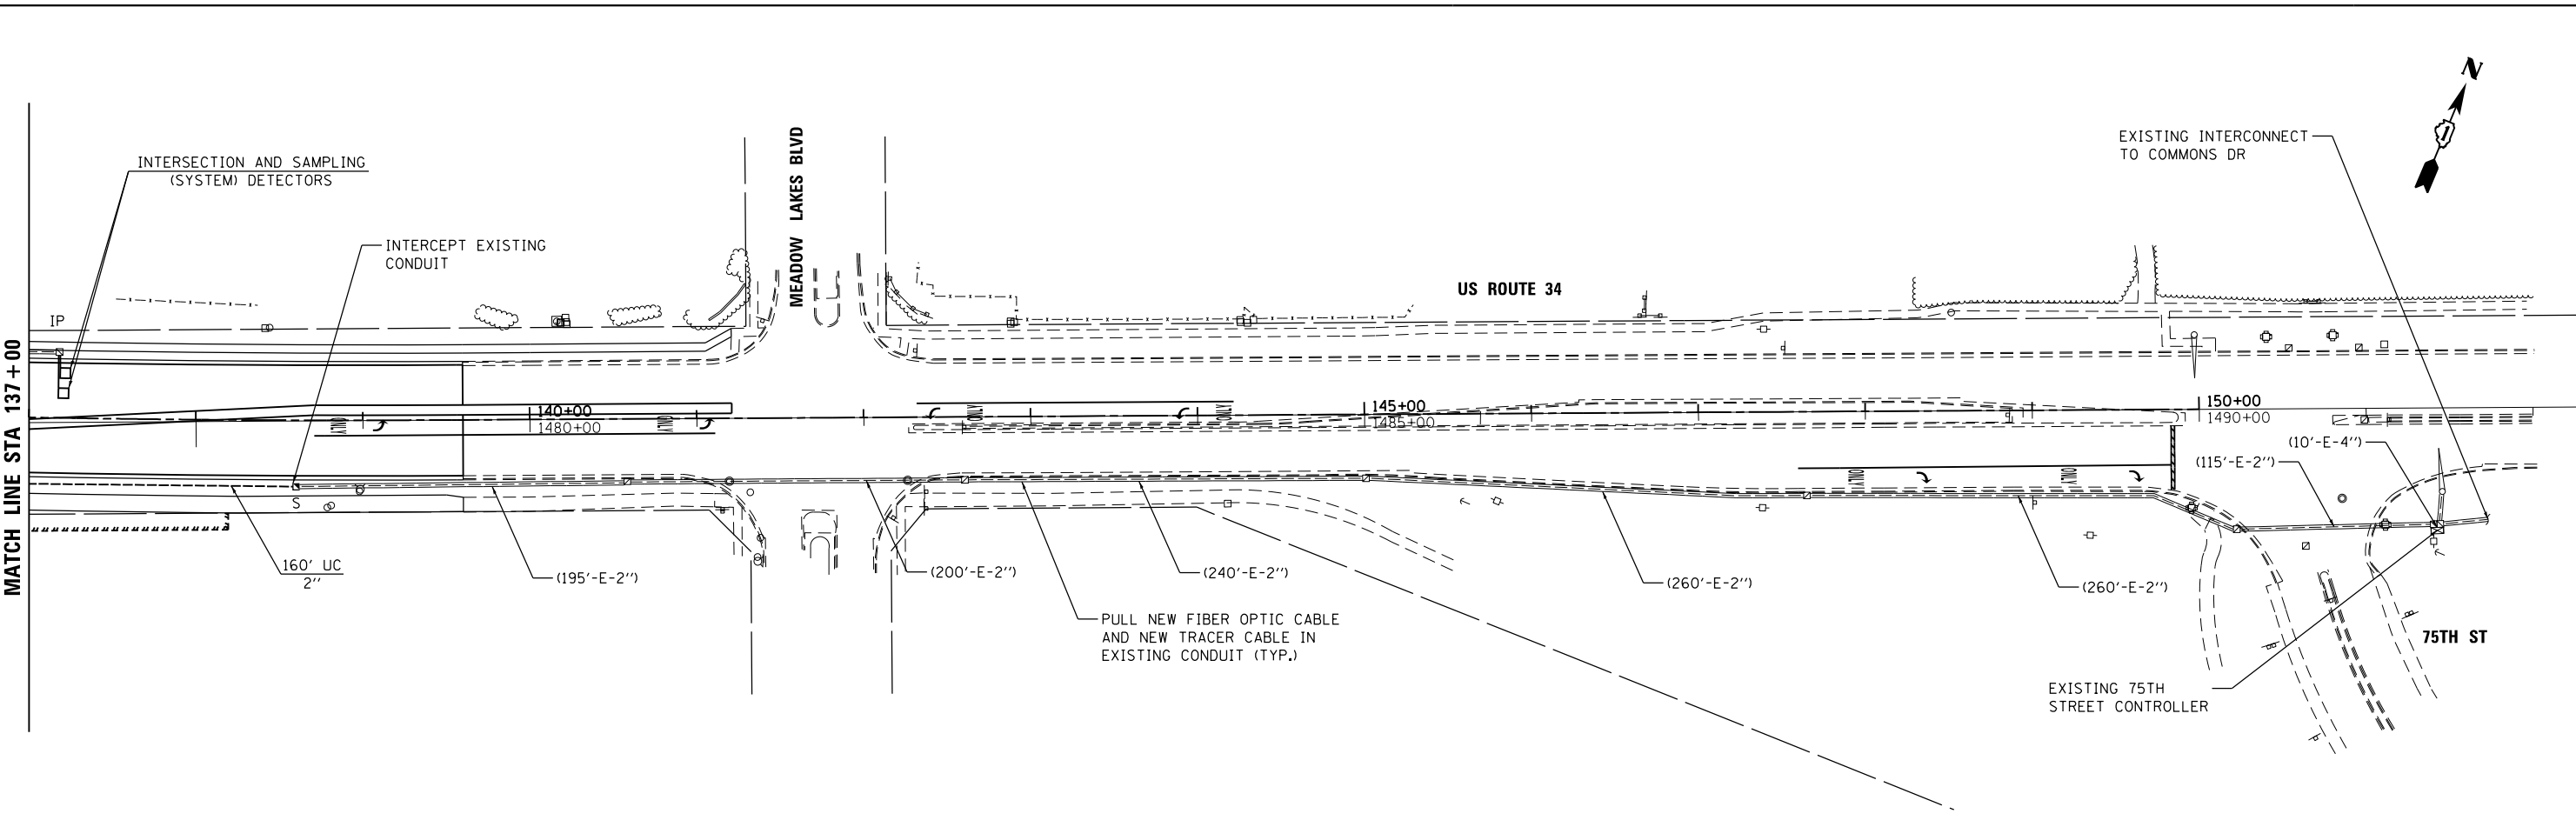 N
1
EXISTING INTERCONNECT
TO COMMONS DR
INTERSECTION AND SAMPLING
(SYSTEM) DETECTORS
MEADOW LAKES BLVD
INTERCEPT EXISTING
CONDUIT
US ROUTE 34
IP
MATCH LINE STA 137+00
140+00
1480+00
145+00
1485+00
150+00
1490+00
ONLY
ONLY
ONLY
ONLY
ONLY
ONLY
(10'-E-4'')
(115'-E-2'')
S
160' UC
2''
(195'-E-2'')
(200'-E-2'')
(240'-E-2'')
(260'-E-2'')
(260'-E-2'')
PULL NEW FIBER OPTIC CABLE
AND NEW TRACER CABLE IN
EXISTING CONDUIT (TYP.)
75TH ST
EXISTING 75TH
STREET CONTROLLER